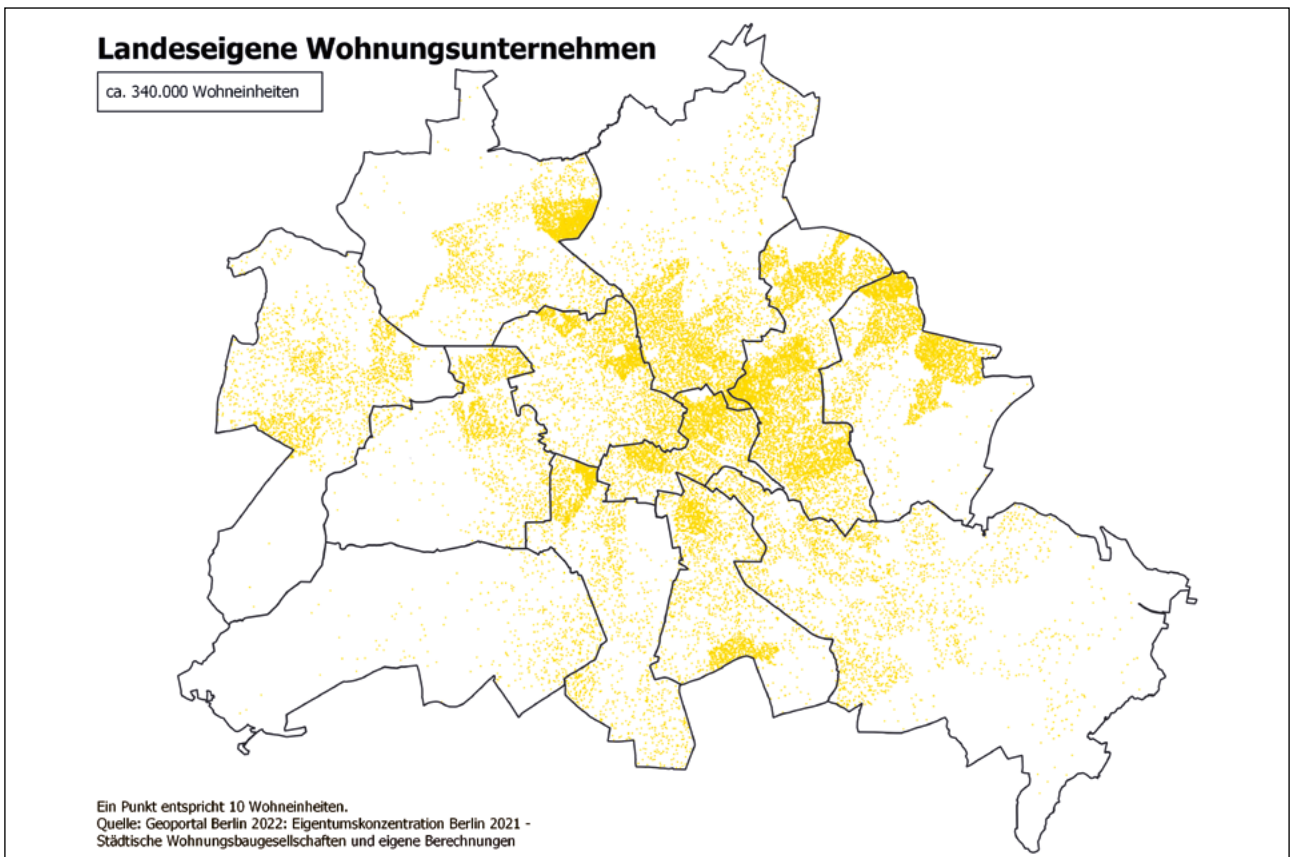 Landeseigene Wohnungsunternehmen
ca. 340.000 Wohneinheiten
Ein Punkt entspricht 10 Wohneinheiten.
Quelle: Geoportal Berlin 2022: Eigentumskonzentration Berlin 2021 -
Städtische Wohnungsbaugesellschaften und eigene Berechnungen